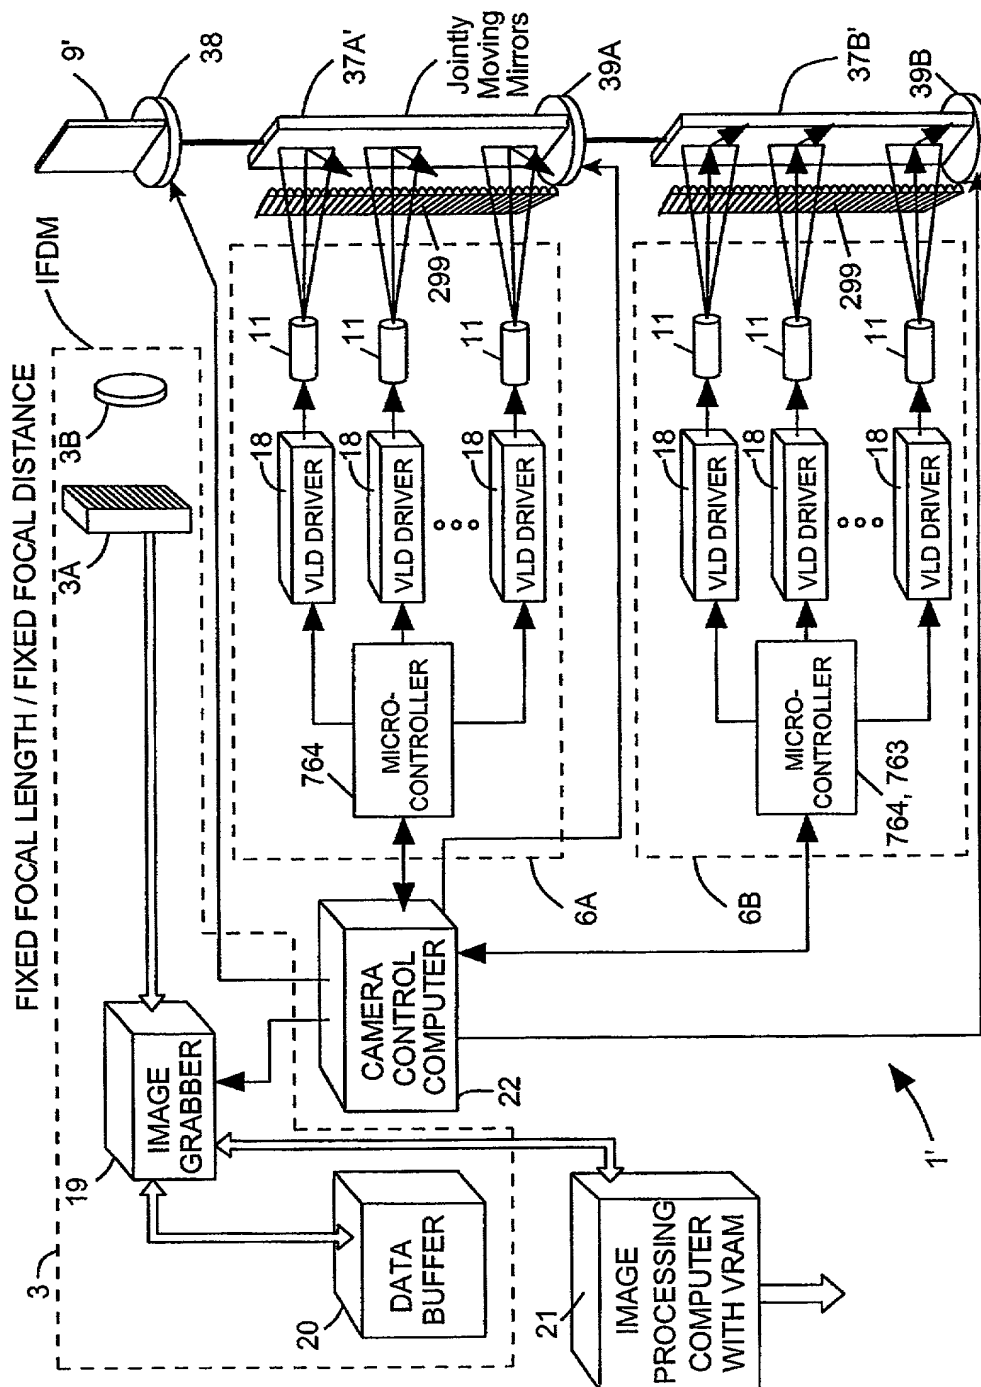 FIXED FOCAL LENGTH / FIXED FOCAL DISTANCE
3
19
IMAGE
GRABBER
20
DATA
BUFFER
21
IMAGE
PROCESSING
COMPUTER
WITH VRAM
CAMERA
CONTROL
COMPUTER
22
3A
3B
IFDM
9'
38
37A'
Jointly
Moving
Mirrors
39A
6A
764
MICRO-
CONTROLLER
18
VLD DRIVER
11
18
VLD DRIVER
11
18
VLD DRIVER
11
299
6B
764, 763
MICRO-
CONTROLLER
18
VLD DRIVER
11
18
VLD DRIVER
11
18
VLD DRIVER
11
299
37B'
39B
1'